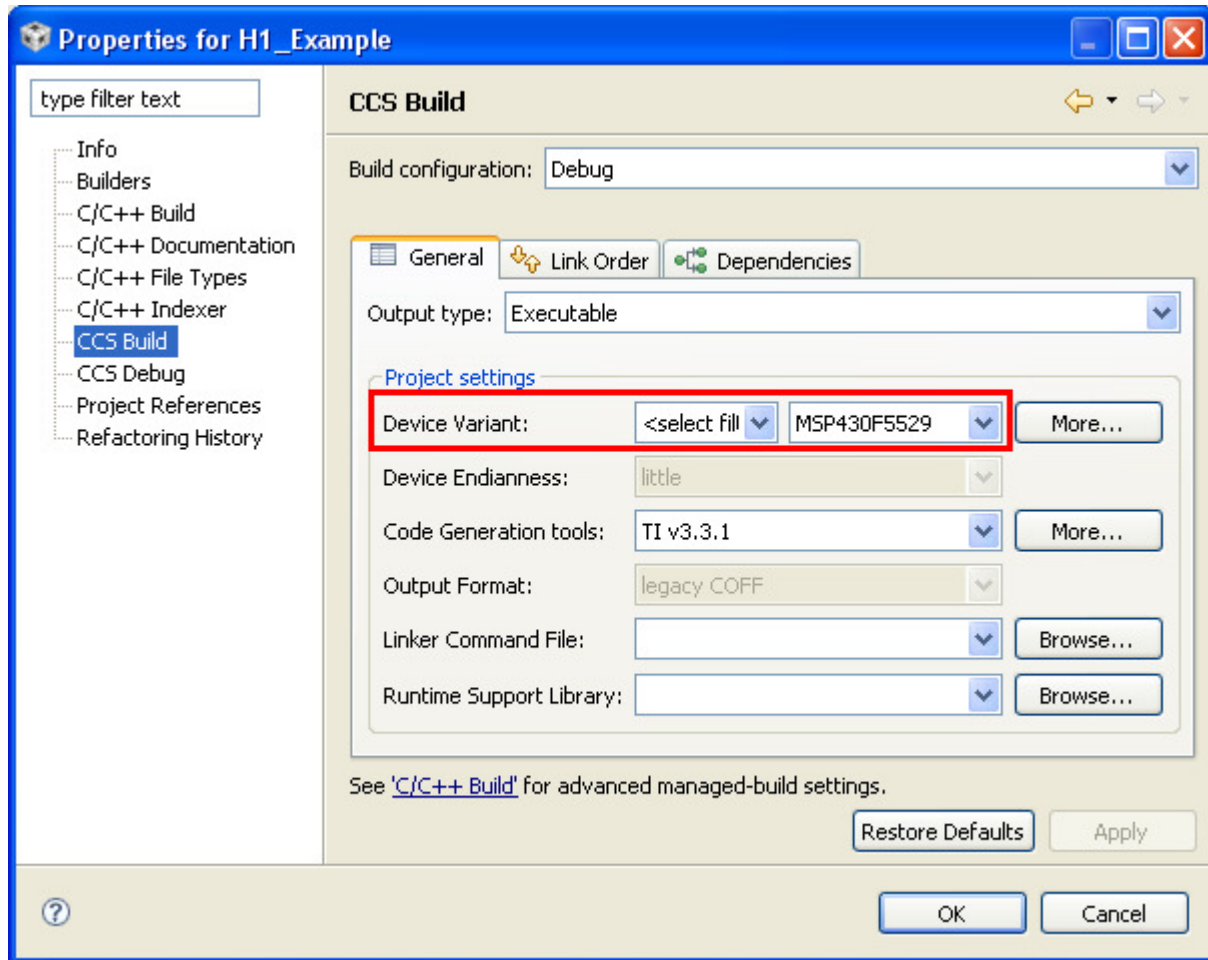 Properties for H1_Example
type filter text
Info
Builders
C/C++ Build
C/C++ Documentation
C/C++ File Types
C/C++ Indexer
CCS Build
CCS Debug
Project References
Refactoring History
CCS Build
Build configuration: Debug
General Link Order Dependencies
Output type: Executable
Project settings
Device Variant: <select fill MSP430F5529 More...
Device Endianness: little
Code Generation tools: TI v3.3.1 More...
Output Format: legacy COFF
Linker Command File: Browse...
Runtime Support Library: Browse...
See 'C/C++ Build' for advanced managed-build settings.
Restore Defaults Apply
? OK Cancel